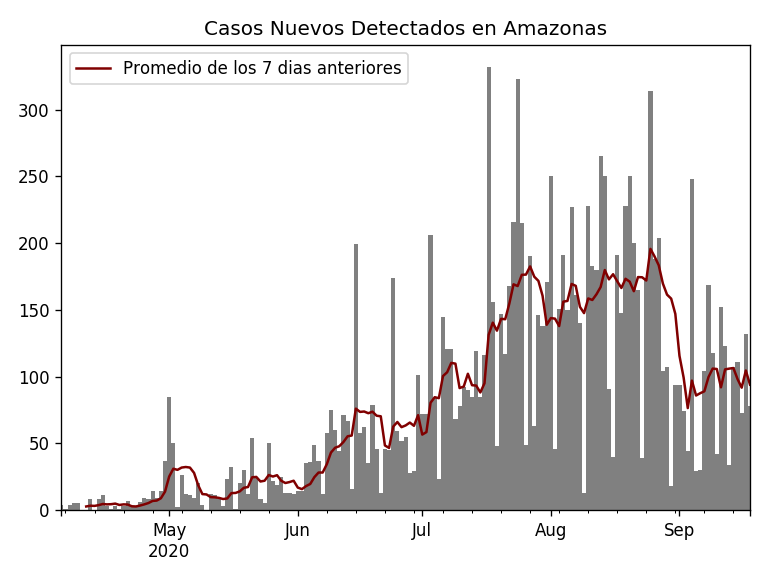 Casos Nuevos Detectados en Amazonas
Promedio de los 7 dias anteriores
300
250
200
150
100
50
0
May Jun Jul Aug Sep
2020